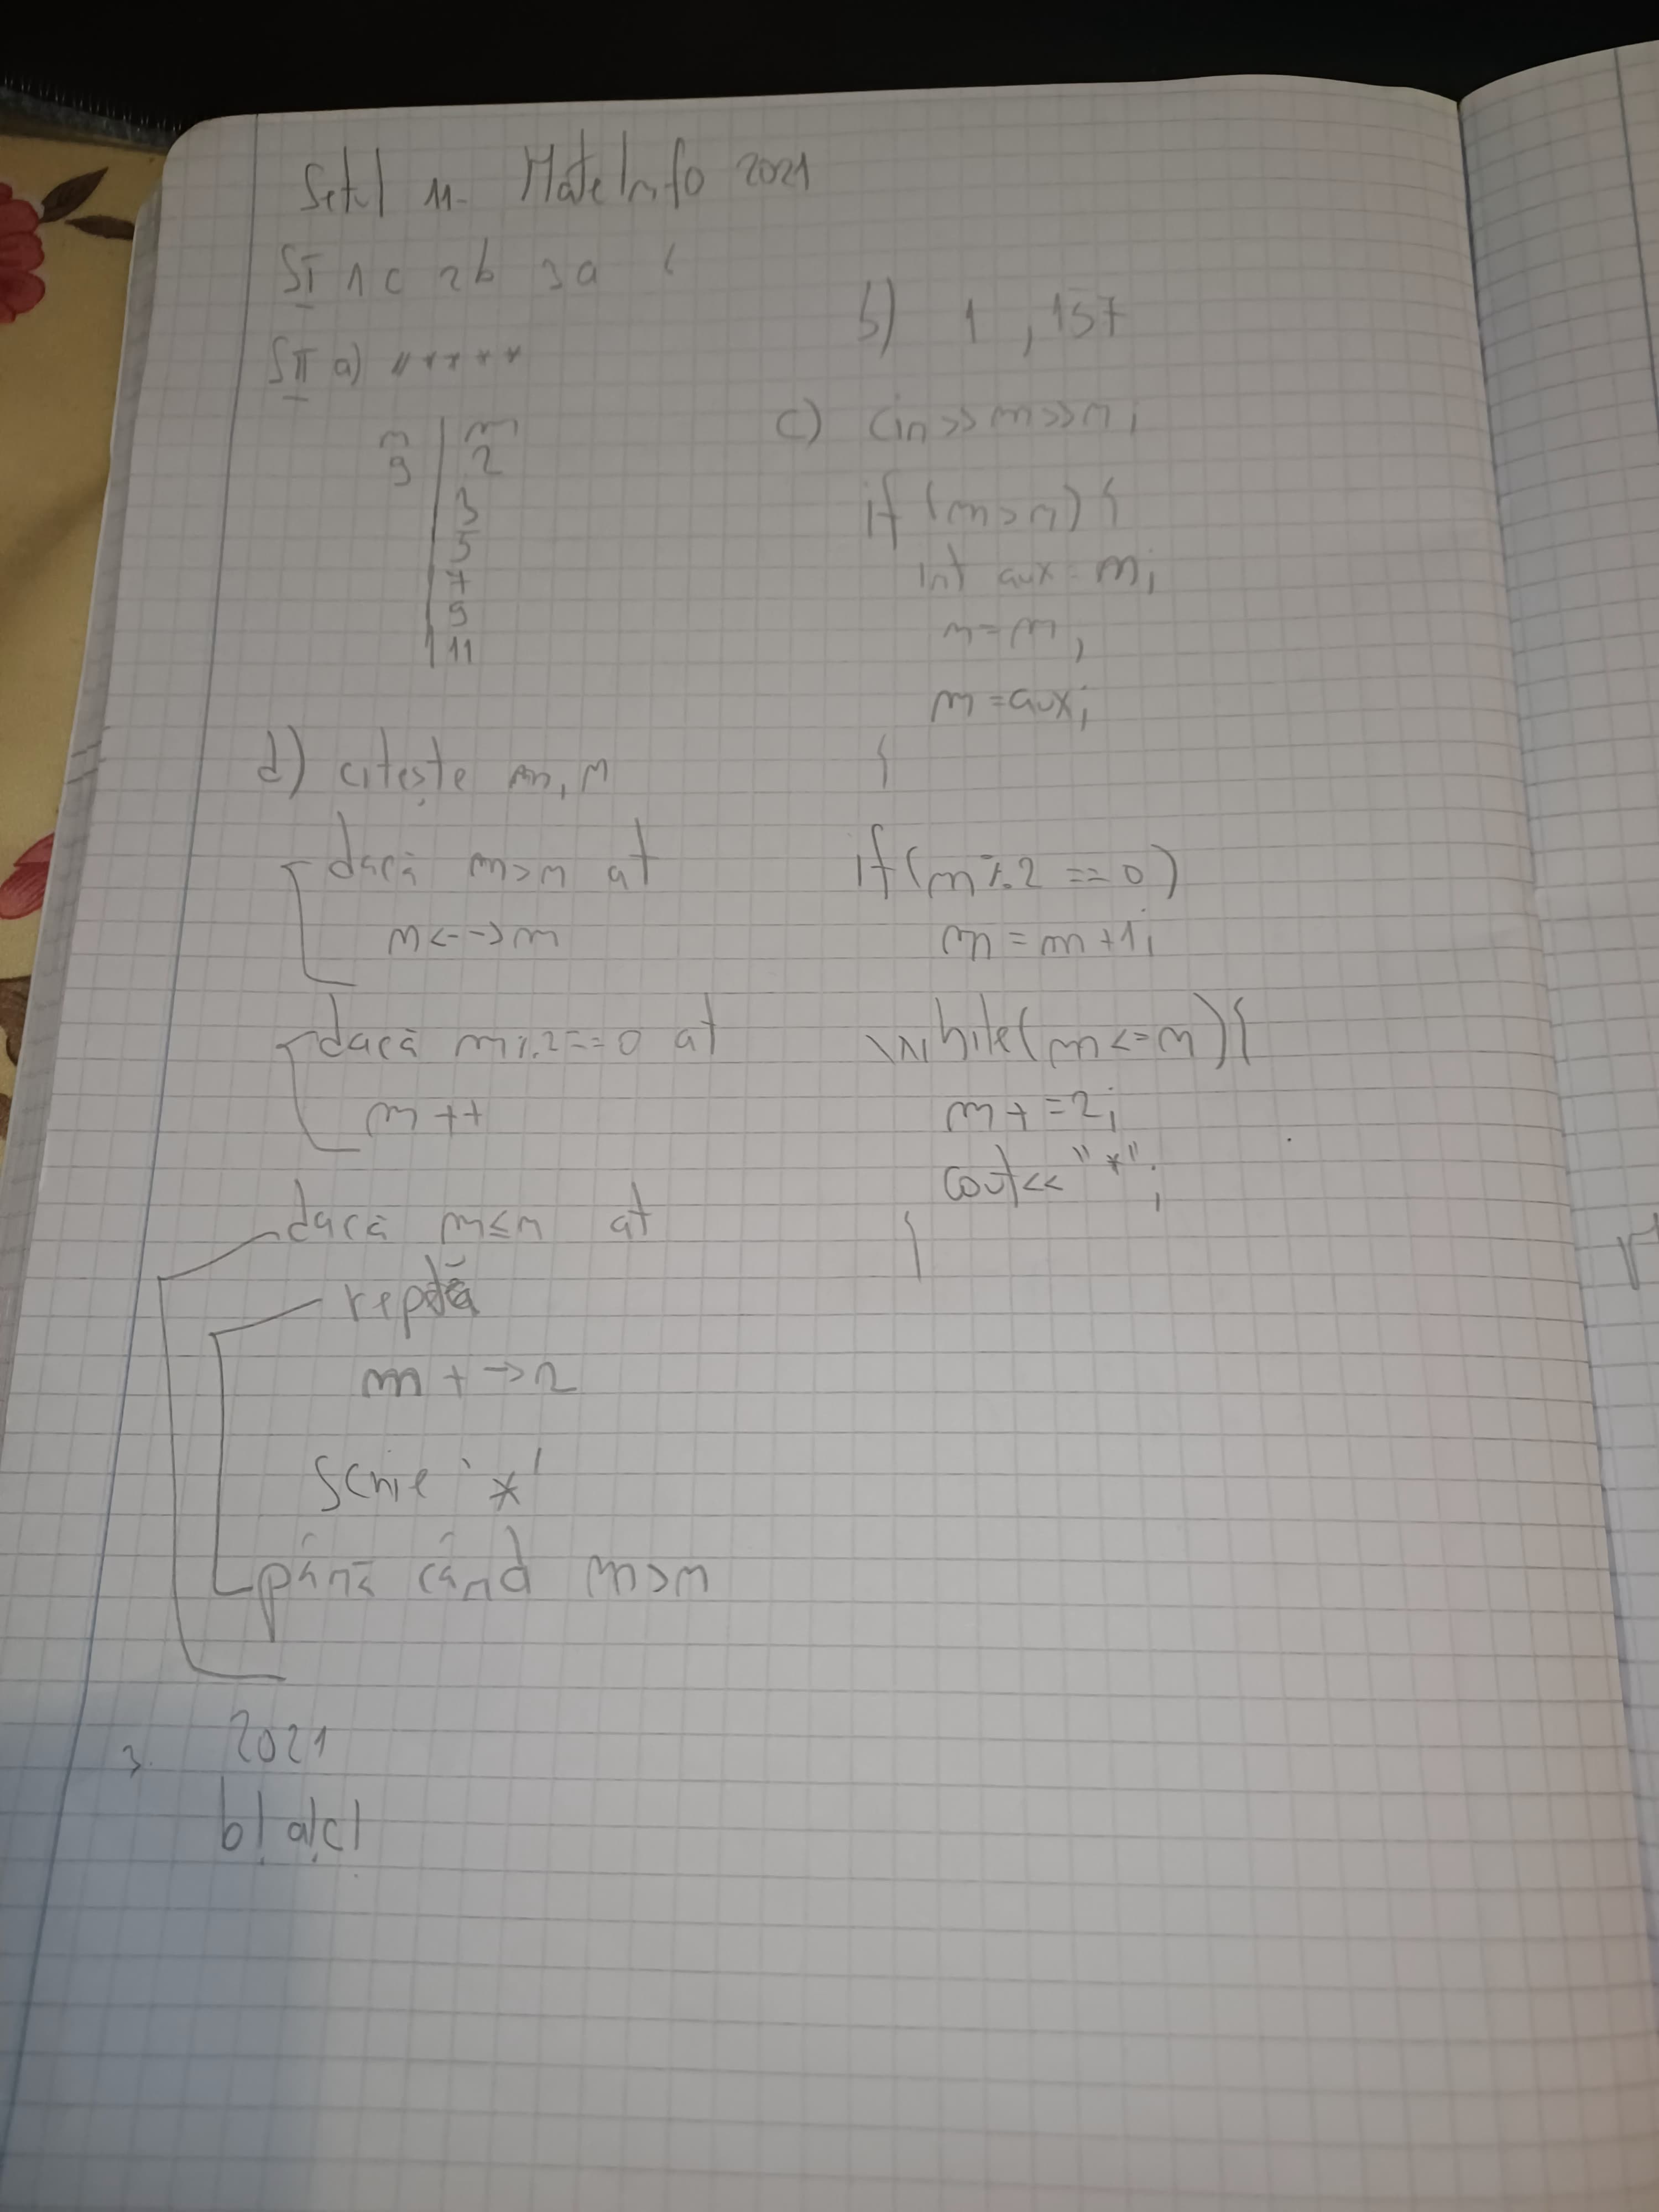 Setul 11- MateInfo 2021
SI 1c 2b 3a
SII a) *****
n | m
9 | 2
3
5
7
9
11
b) 1, 157
c) cin>>m>>n;
if (m>n) {
int aux=m;
m=n;
n=aux;
}
if(m%2==0)
m=m+1;
while(m<=n){
m+=2;
cout<<"*";
}
d) citește m, n
dacă m>n at
m<-->n
dacă m%2==0 at
m++
dacă m≤n at
repetă
m+->2
scrie '*'
până când m>n
3. 2021
b| a|c|